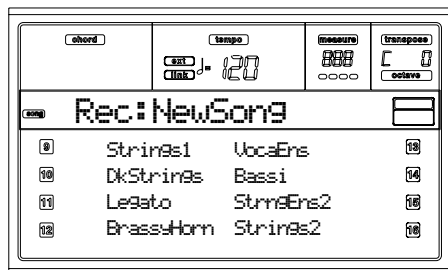 chord tempo measure transpose
ext link ♩= 120 888 C 0
octave
song Rec:NewSong
9 Strings1 VocaEns 13
10 DkStrings Bassi 14
11 Legato StrngEns2 15
12 BrassyHorn Strings2 16